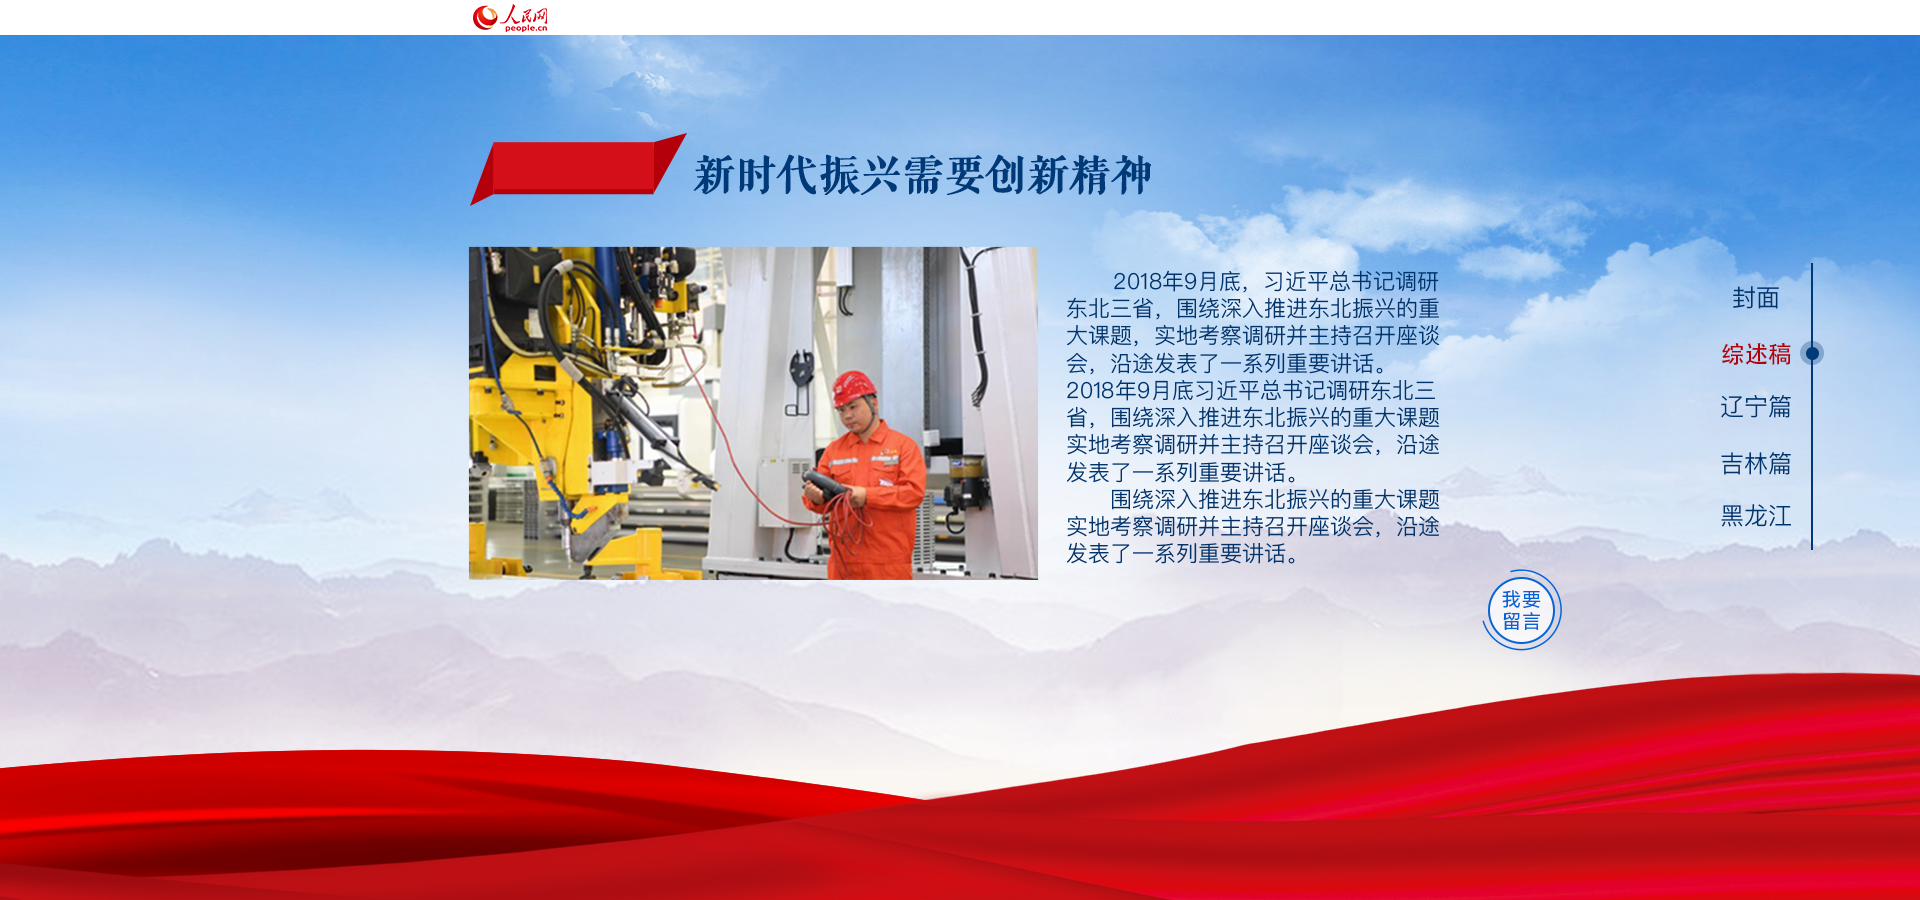 人民网
people.cn
新时代振兴需要创新精神
2018年9月底，习近平总书记调研
东北三省，围绕深入推进东北振兴的重
大课题，实地考察调研并主持召开座谈
会，沿途发表了一系列重要讲话。
2018年9月底习近平总书记调研东北三
省，围绕深入推进东北振兴的重大课题
实地考察调研并主持召开座谈会，沿途
发表了一系列重要讲话。
围绕深入推进东北振兴的重大课题
实地考察调研并主持召开座谈会，沿途
发表了一系列重要讲话。
封面
综述稿
辽宁篇
吉林篇
黑龙江
我要
留言